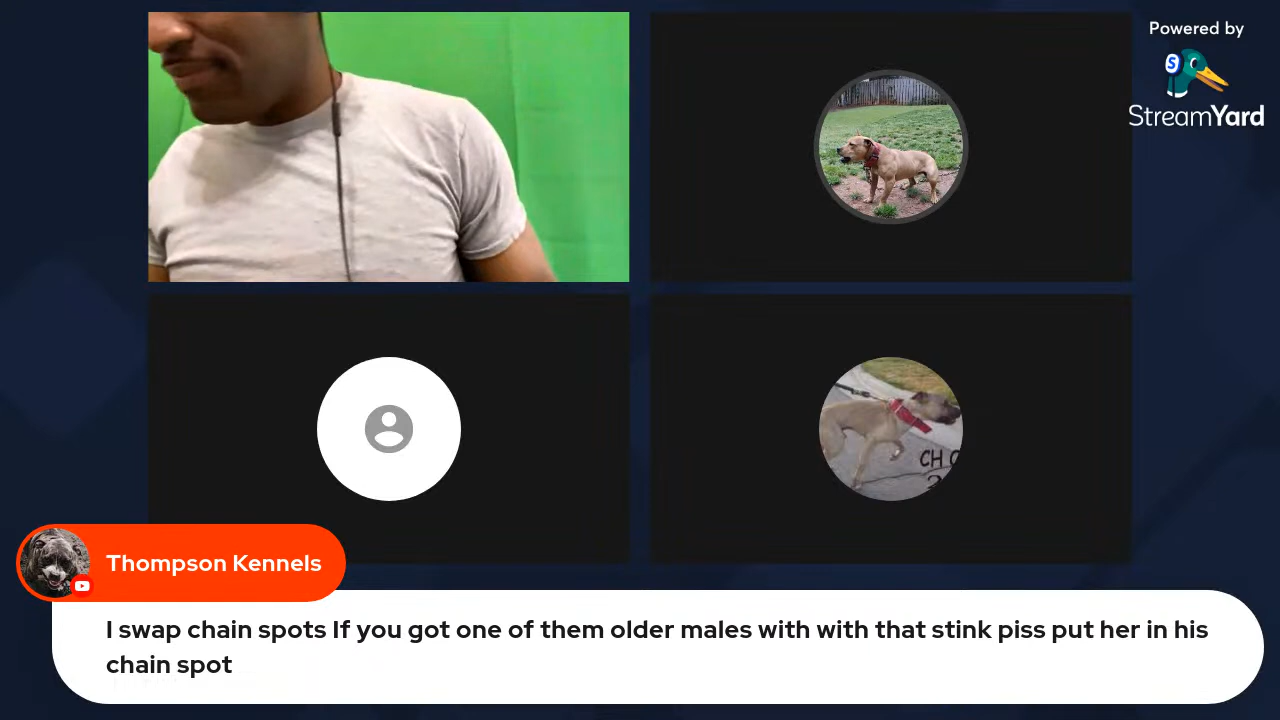 Powered by
StreamYard
CH
Thompson Kennels
I swap chain spots If you got one of them older males with with that stink piss put her in his
chain spot